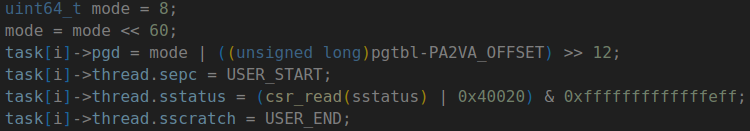 uint64_t mode = 8;
mode = mode << 60;
task[i]->pgd = mode | ((unsigned long)pgtbl-PA2VA_OFFSET) >> 12;
task[i]->thread.sepc = USER_START;
task[i]->thread.sstatus = (csr_read(sstatus) | 0x40020) & 0xfffffffffffffeff;
task[i]->thread.sscratch = USER_END;